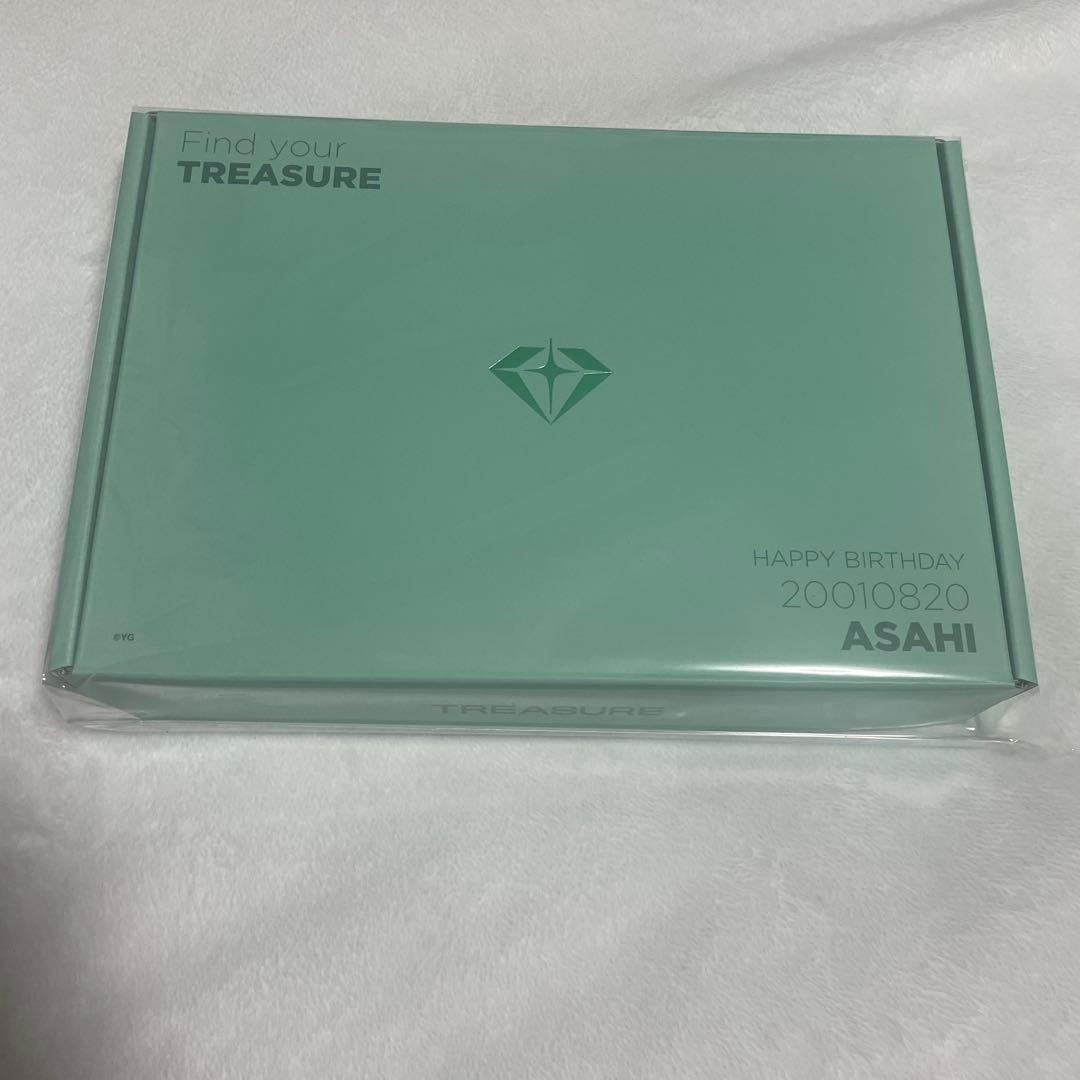 Find your
TREASURE
HAPPY BIRTHDAY
20010820
ASAHI
©YG
TREASURE